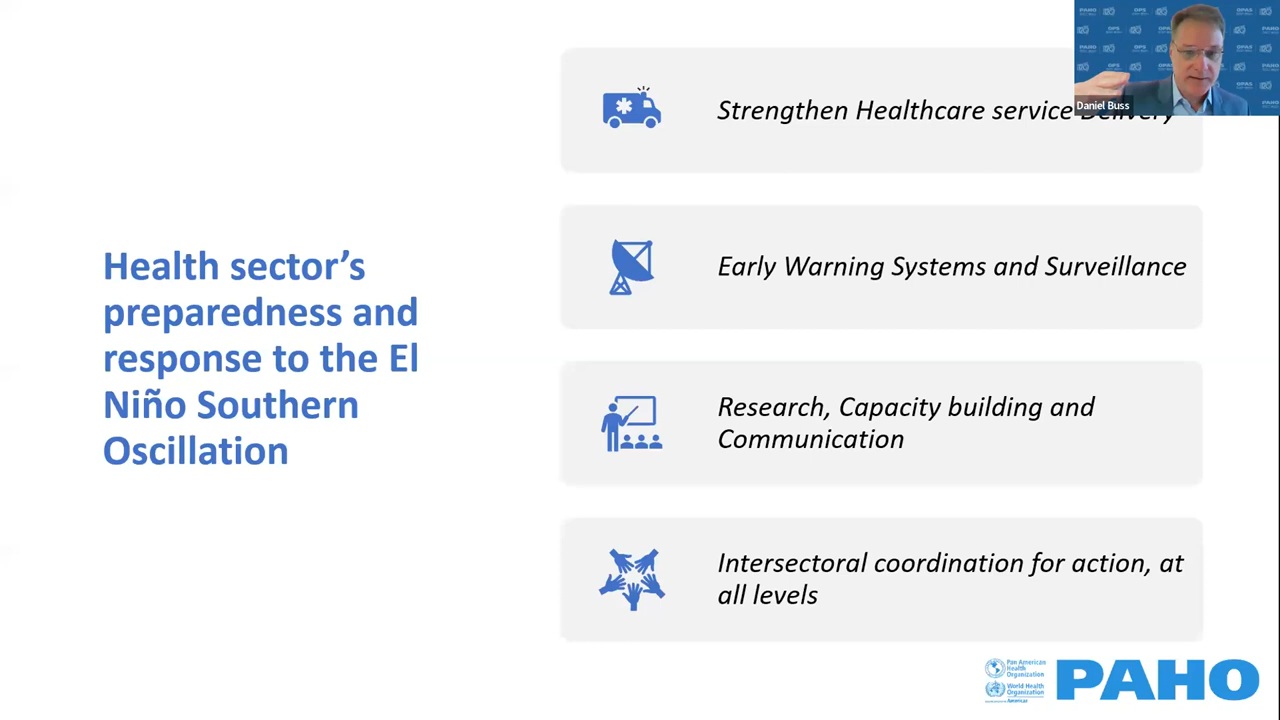 Health sector’s
preparedness and
response to the El
Niño Southern
Oscillation
Strengthen Healthcare service Delivery
Early Warning Systems and Surveillance
Research, Capacity building and
Communication
Intersectoral coordination for action, at
all levels
Daniel Buss
Pan American
Health
Organization
World Health
Organization
PAHO